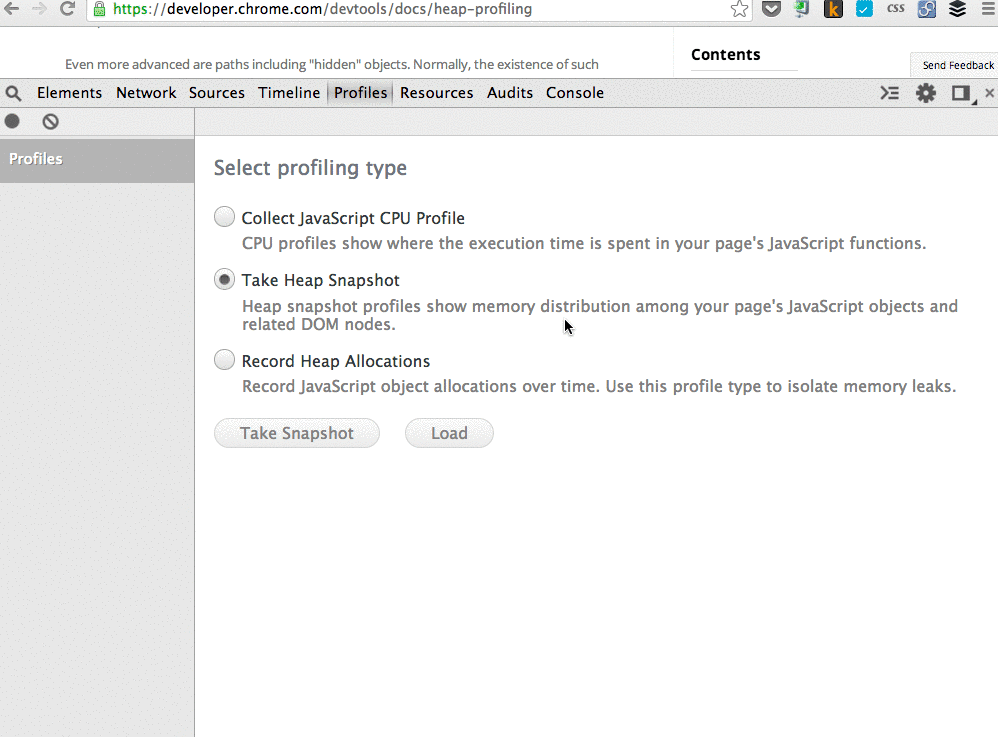 https://developer.chrome.com/devtools/docs/heap-profiling
CSS
Even more advanced are paths including "hidden" objects. Normally, the existence of such
Contents
Send Feedback
Elements Network Sources Timeline Profiles Resources Audits Console
Profiles
Select profiling type
Collect JavaScript CPU Profile
CPU profiles show where the execution time is spent in your page's JavaScript functions.
Take Heap Snapshot
Heap snapshot profiles show memory distribution among your page's JavaScript objects and
related DOM nodes.
Record Heap Allocations
Record JavaScript object allocations over time. Use this profile type to isolate memory leaks.
Take Snapshot Load